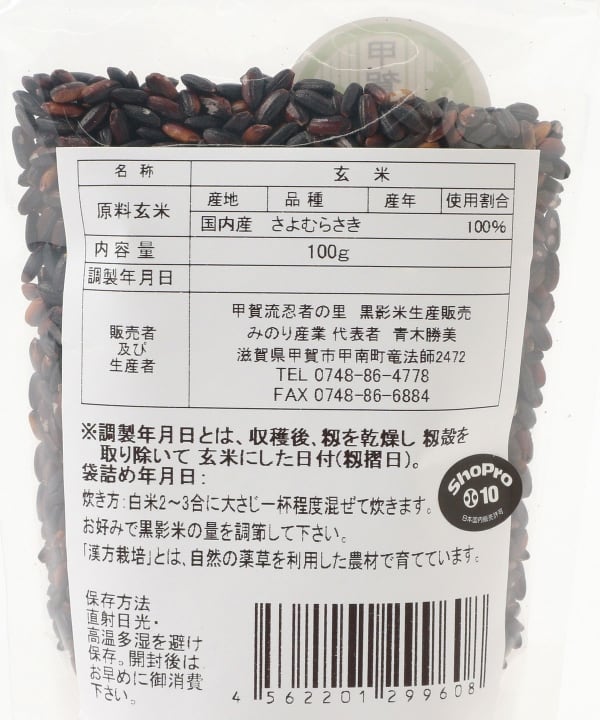 甲賀
名 称 玄 米
原料玄米 産地 品種 産年 使用割合
国内産 さよむらさき 100%
内容量 100g
調製年月日
販売者
及び
生産者
甲賀流忍者の里 黒影米生産販売
みのり産業 代表者 青木勝美
滋賀県甲賀市甲南町竜法師2472
TEL 0748-86-4778
FAX 0748-86-6884
※調製年月日とは、収穫後、籾を乾燥し 籾殻を
取り除いて 玄米にした日付(籾摺日)。
袋詰め年月日:
炊き方:白米2~3合に大さじ一杯程度混ぜて炊きます。
お好みで黒影米の量を調節して下さい。
「漢方栽培」とは、自然の薬草を利用した農材で育てています。
ShoPro
10
日本国内販売許可
保存方法
直射日光・
高温多湿を避け
保存。開封後は
お早めに御消費
下さい。
4 562201 299608